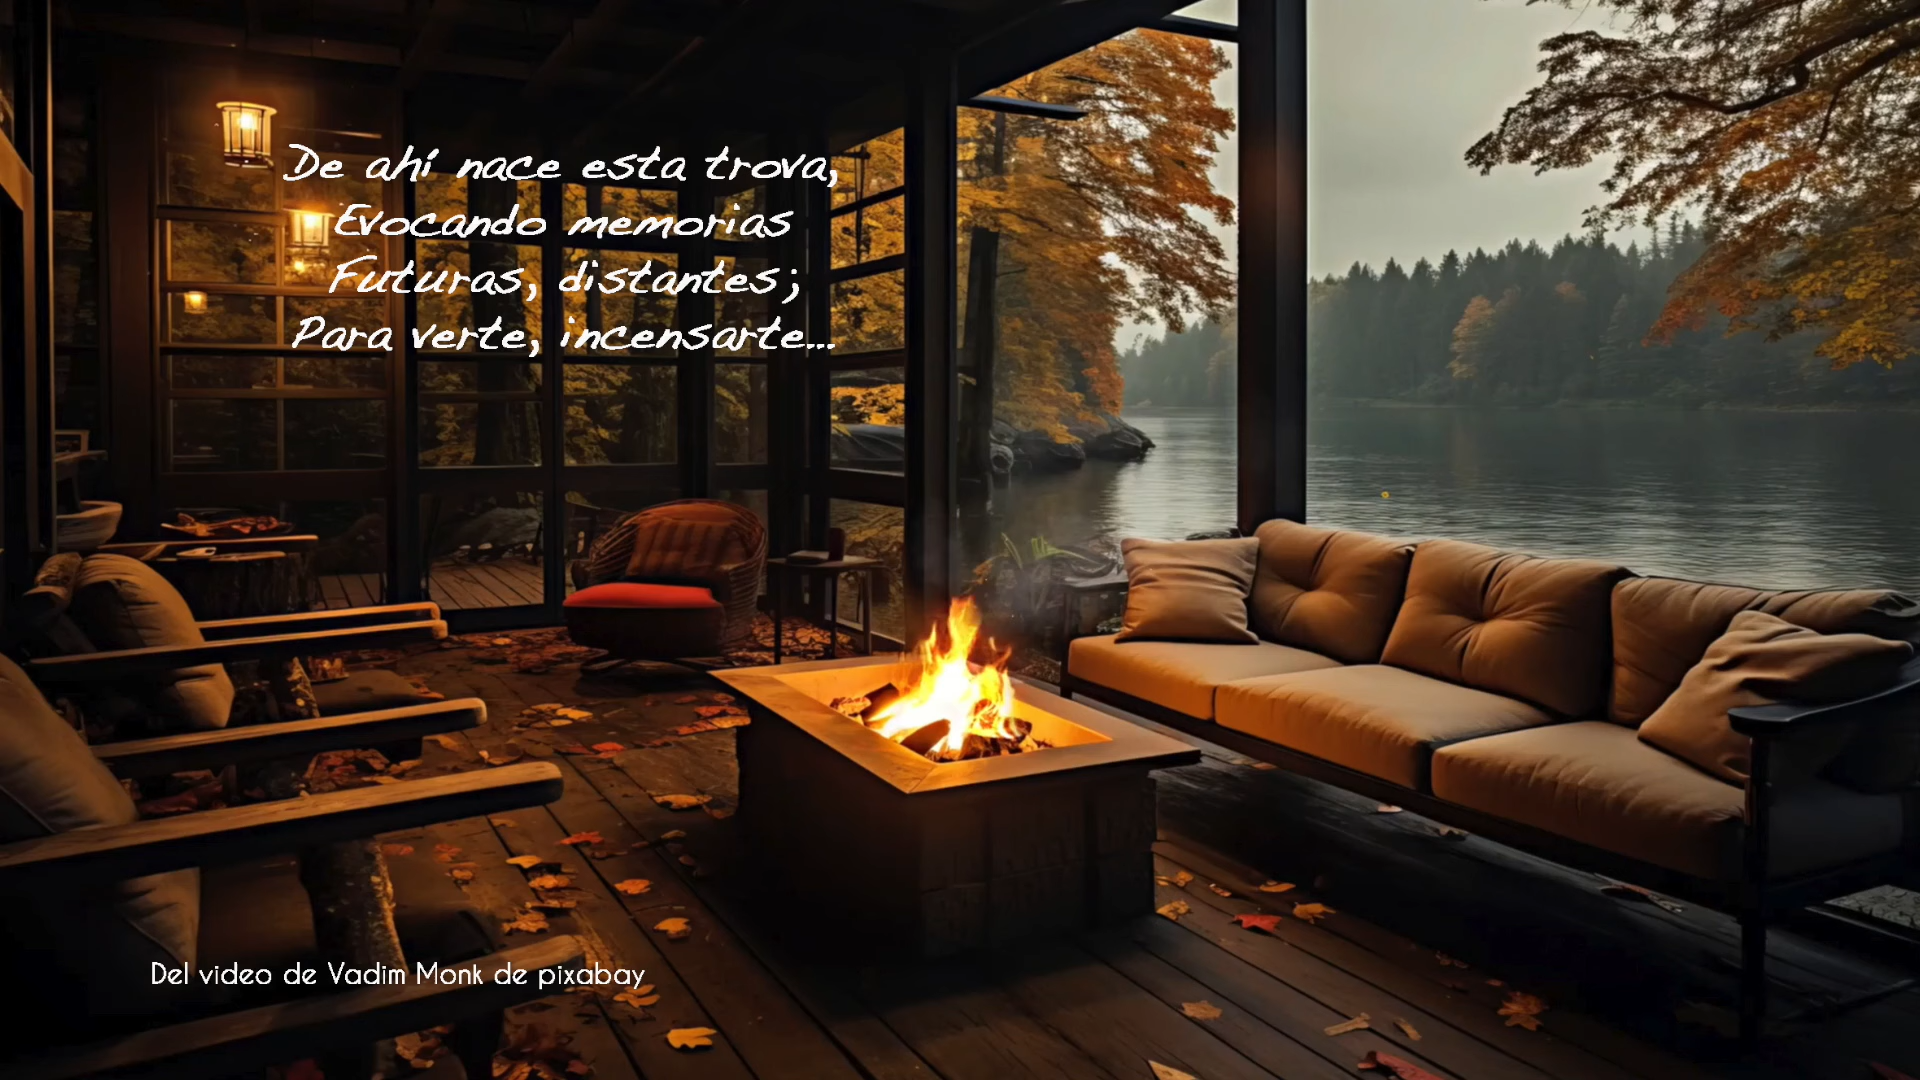 De ahí nace esta trova,
Evocando memorias
Futuras, distantes;
Para verte, incensarte...
Del video de Vadim Monk de pixabay